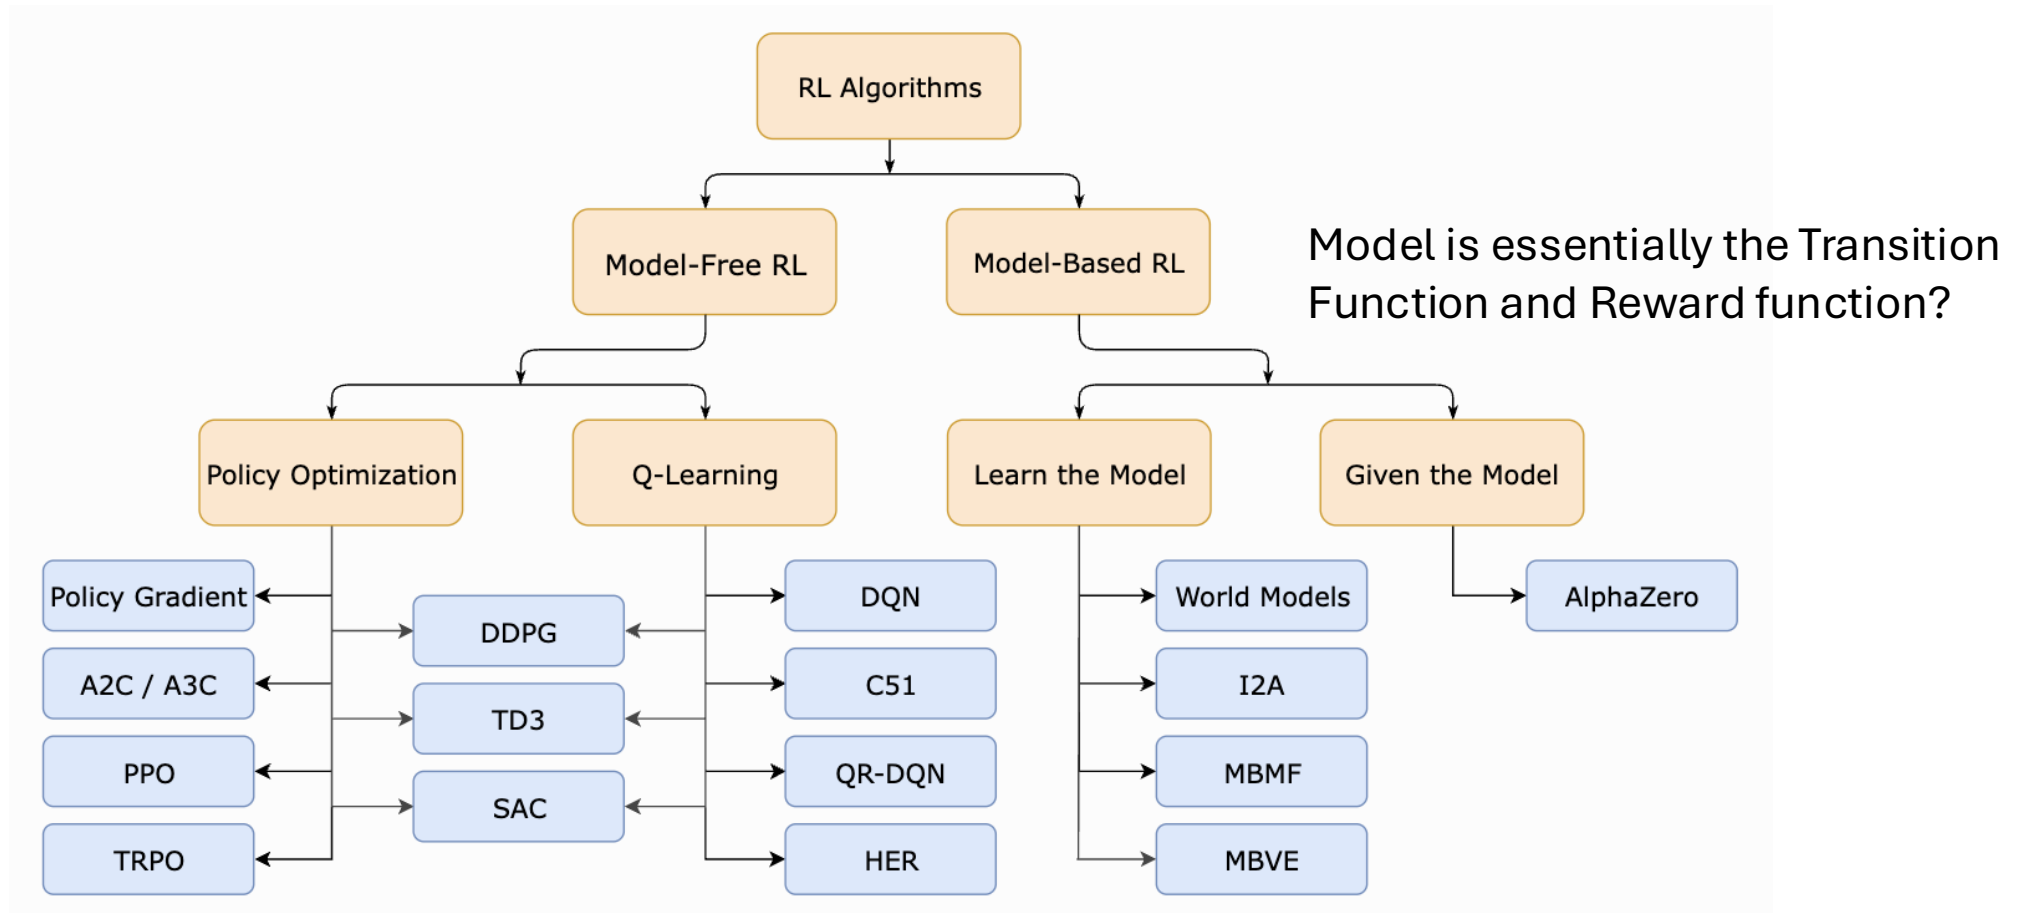 RL Algorithms
Model-Free RL
Model-Based RL
Model is essentially the Transition
Function and Reward function?
Policy Optimization
Q-Learning
Learn the Model
Given the Model
Policy Gradient
DDPG
DQN
World Models
AlphaZero
A2C / A3C
TD3
C51
I2A
PPO
SAC
QR-DQN
MBMF
TRPO
HER
MBVE